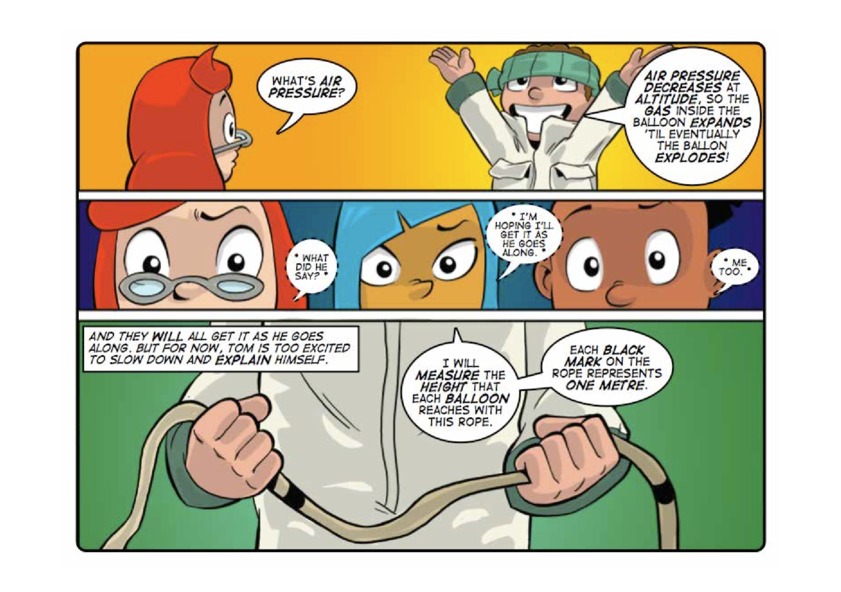 WHAT'S AIR
PRESSURE?
AIR PRESSURE
DECREASES AT
ALTITUDE, SO THE
GAS INSIDE THE
BALLOON EXPANDS
'TIL EVENTUALLY
THE BALLON
EXPLODES!
* WHAT
DID HE
SAY? *
* I'M
HOPING I'LL
GET IT AS
HE GOES
ALONG. *
* ME
TOO. *
AND THEY WILL ALL GET IT AS HE GOES
ALONG. BUT FOR NOW, TOM IS TOO EXCITED
TO SLOW DOWN AND EXPLAIN HIMSELF.
I WILL
MEASURE THE
HEIGHT THAT
EACH BALLOON
REACHES WITH
THIS ROPE.
EACH BLACK
MARK ON THE
ROPE REPRESENTS
ONE METRE.